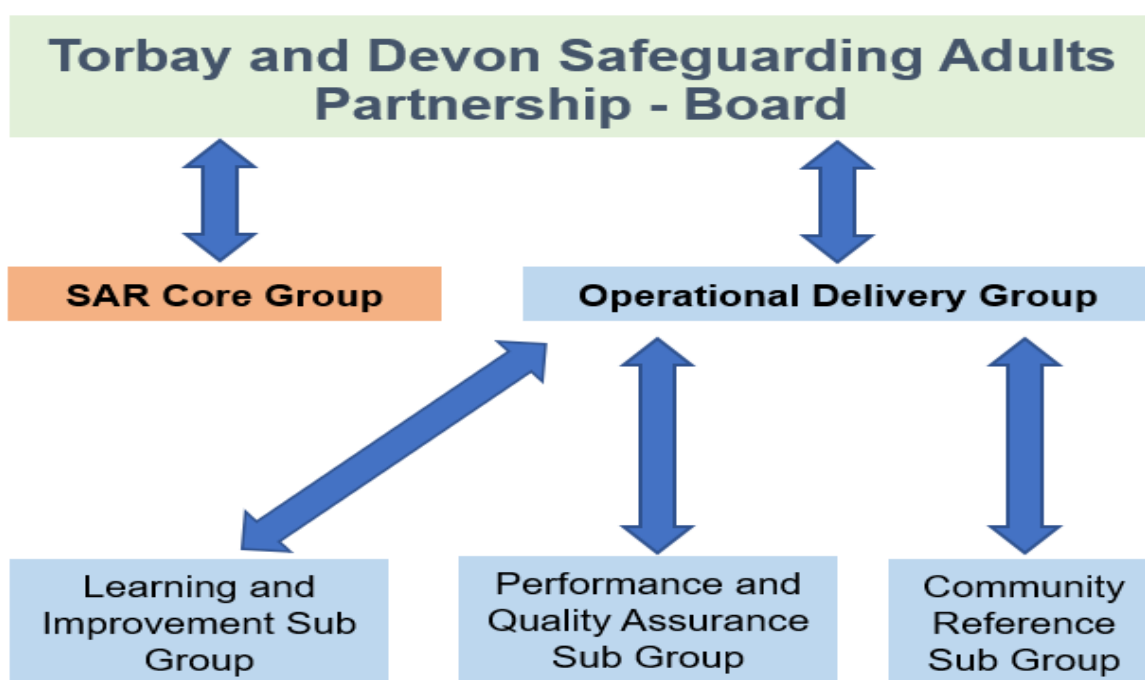 Torbay and Devon Safeguarding Adults
Partnership - Board
SAR Core Group
Operational Delivery Group
Learning and
Improvement Sub
Group
Performance and
Quality Assurance
Sub Group
Community
Reference
Sub Group